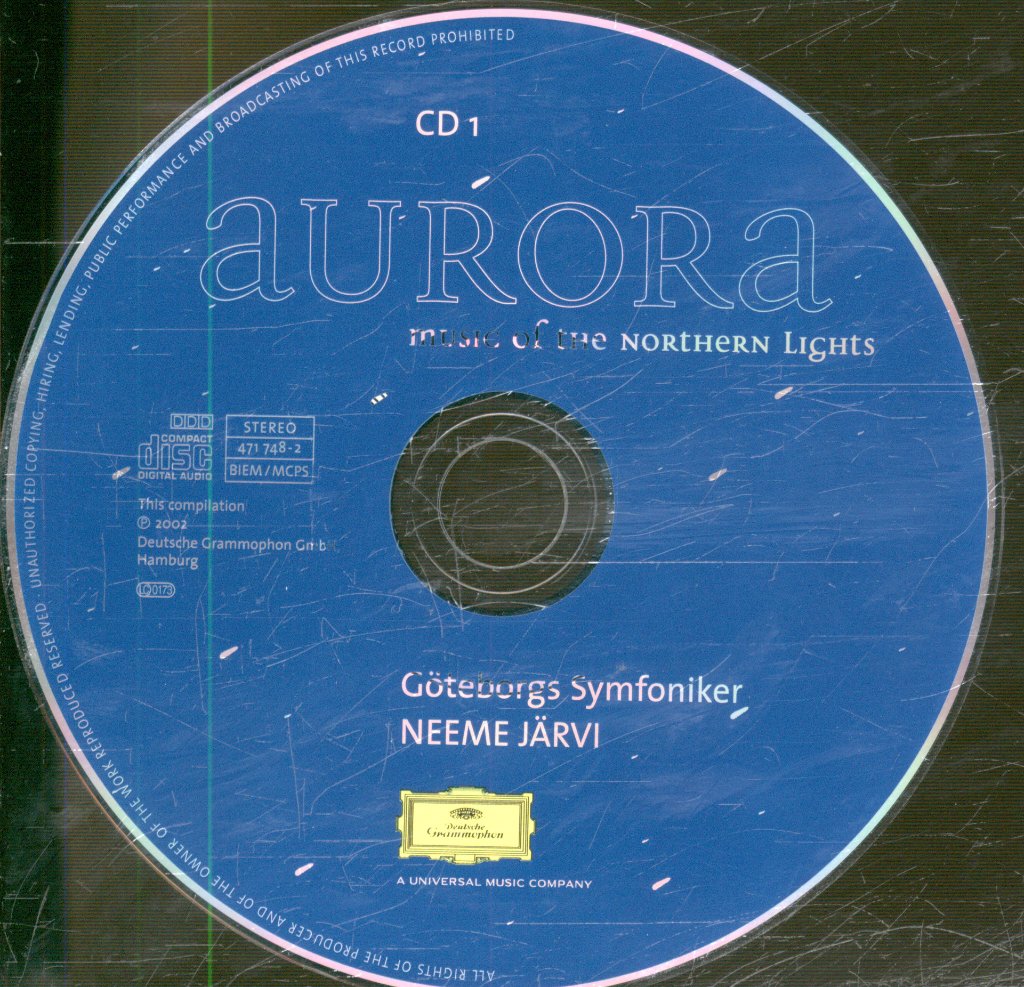 CD 1
aURORa
music of the NORTHERN LIGHTS
DDD
COMPACT
disc
DIGITAL AUDIO
STEREO
471 748-2
BIEM / MCPS
This compilation
℗ 2002
Deutsche Grammophon GmbH
Hamburg
LC 0173
Göteborgs Symfoniker
NEEME JÄRVI
Deutsche
Grammophon
A UNIVERSAL MUSIC COMPANY
ALL RIGHTS OF THE PRODUCER AND OF THE OWNER OF THE WORK REPRODUCED RESERVED · UNAUTHORIZED COPYING, HIRING, LENDING, PUBLIC PERFORMANCE AND BROADCASTING OF THIS RECORD PROHIBITED